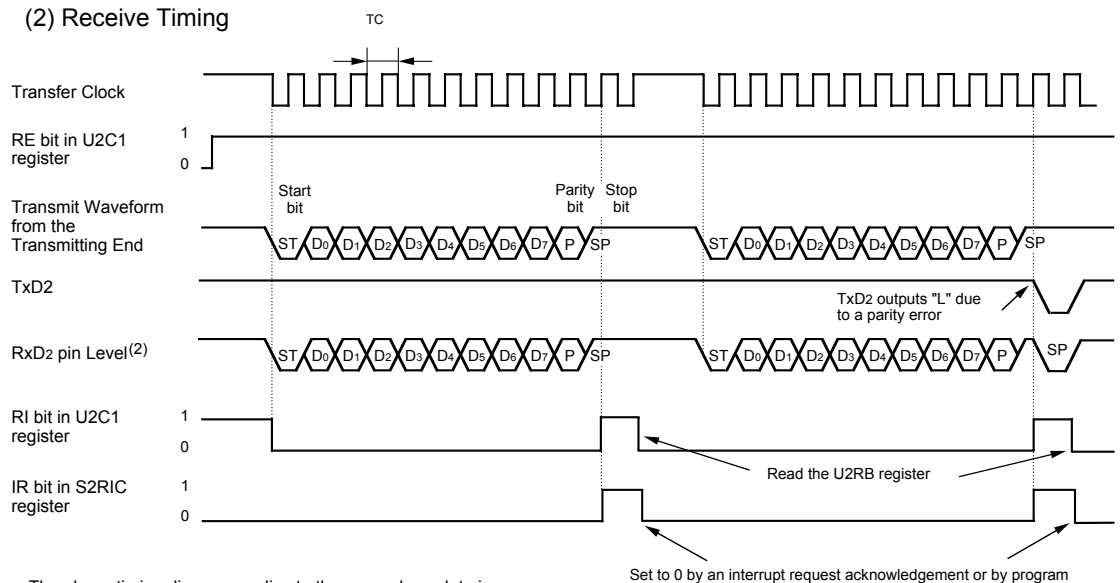 (2) Receive Timing
TC
Transfer Clock
RE bit in U2C1
register
1
0
Start
bit
Parity
bit
Stop
bit
Transmit Waveform
from the
Transmitting End
ST D0 D1 D2 D3 D4 D5 D6 D7 P SP
ST D0 D1 D2 D3 D4 D5 D6 D7 P SP
TxD2
TxD2 outputs "L" due
to a parity error
RxD2 pin Level(2)
ST D0 D1 D2 D3 D4 D5 D6 D7 P SP
ST D0 D1 D2 D3 D4 D5 D6 D7 P SP
RI bit in U2C1
register
1
0
Read the U2RB register
IR bit in S2RIC
register
1
0
Set to 0 by an interrupt request acknowledgement or by program